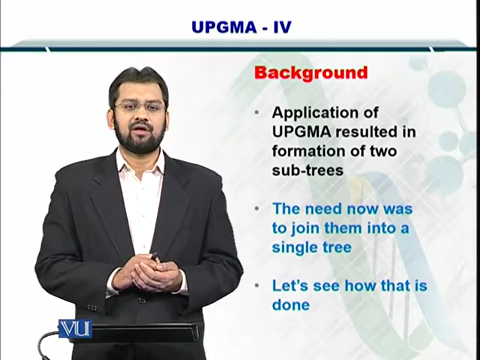 UPGMA - IV
Background
• Application of
UPGMA resulted in
formation of two
sub-trees
• The need now was
to join them into a
single tree
• Let's see how that is
done
VU